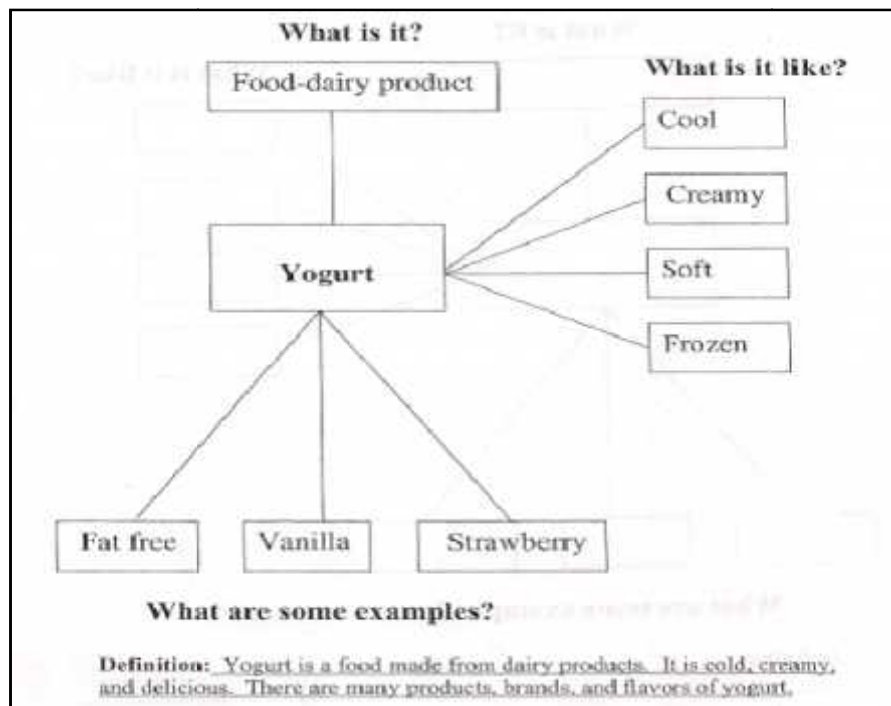 What is it?
Food-dairy product
What is it like?
Cool
Creamy
Yogurt
Soft
Frozen
Fat free
Vanilla
Strawberry
What are some examples?
Definition: Yogurt is a food made from dairy products. It is cold, creamy,
and delicious. There are many products, brands, and flavors of yogurt.